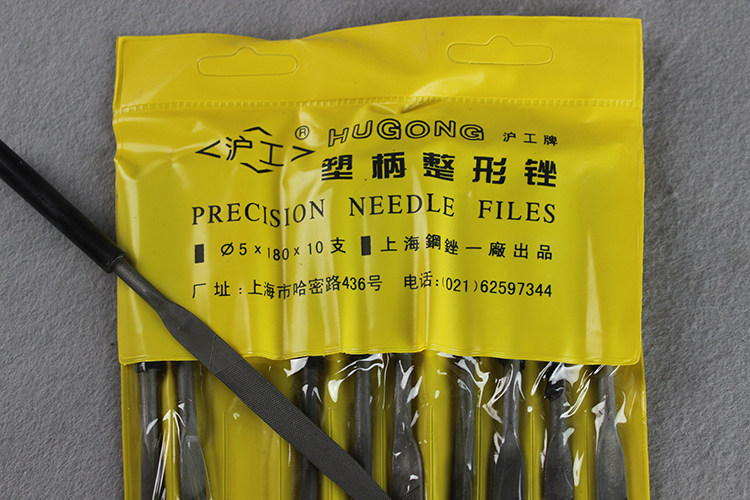 沪工® HUGONG 沪工牌
塑柄整形锉
PRECISION NEEDLE FILES
Ø5×180×10支 上海鋼銼一廠出品
厂址:上海市哈密路436号 电话:(021)62597344